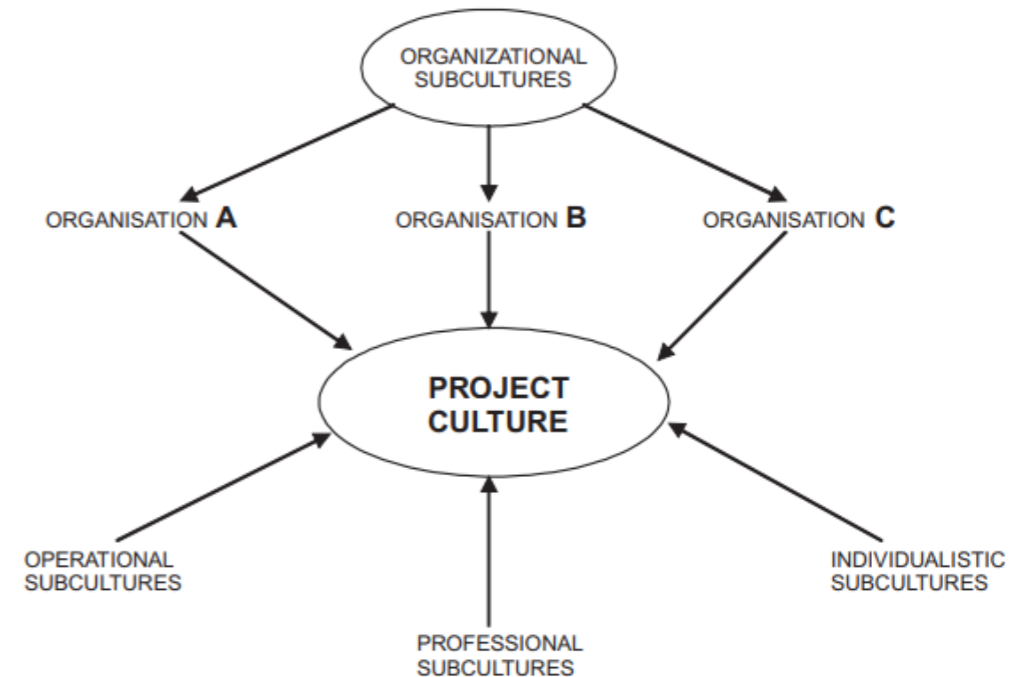 ORGANIZATIONAL
SUBCULTURES
ORGANISATION A
ORGANISATION B
ORGANISATION C
PROJECT
CULTURE
OPERATIONAL
SUBCULTURES
INDIVIDUALISTIC
SUBCULTURES
PROFESSIONAL
SUBCULTURES